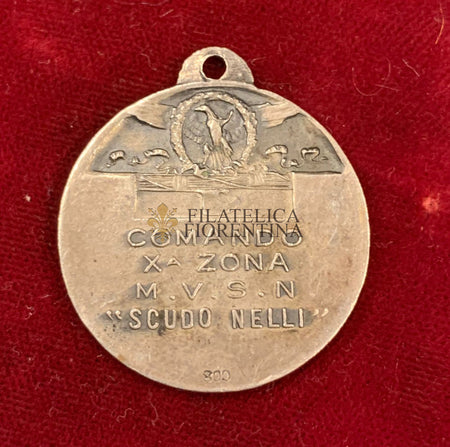 FILATELICA
FIORENTINA
COMANDO
Xᴬ ZONA
M.V.S.N
"SCUDO NELLI"
800